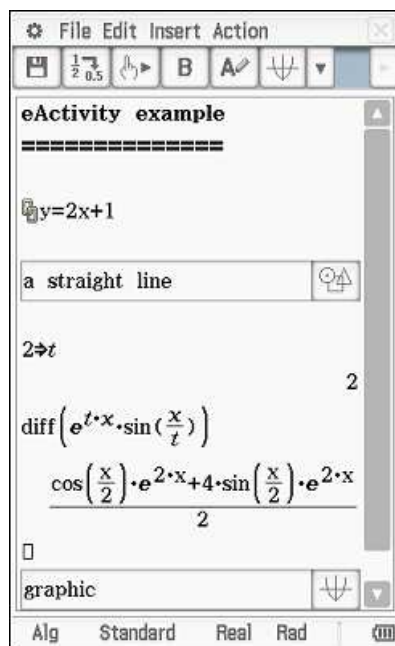 File Edit Insert Action
1/2 0.5 B A
eActivity example
==============
y=2x+1
a straight line
2⇒t
2
diff(e^(t·x)·sin(x/t))
(cos(x/2)·e^(2·x)+4·sin(x/2)·e^(2·x))/2
graphic
Alg Standard Real Rad